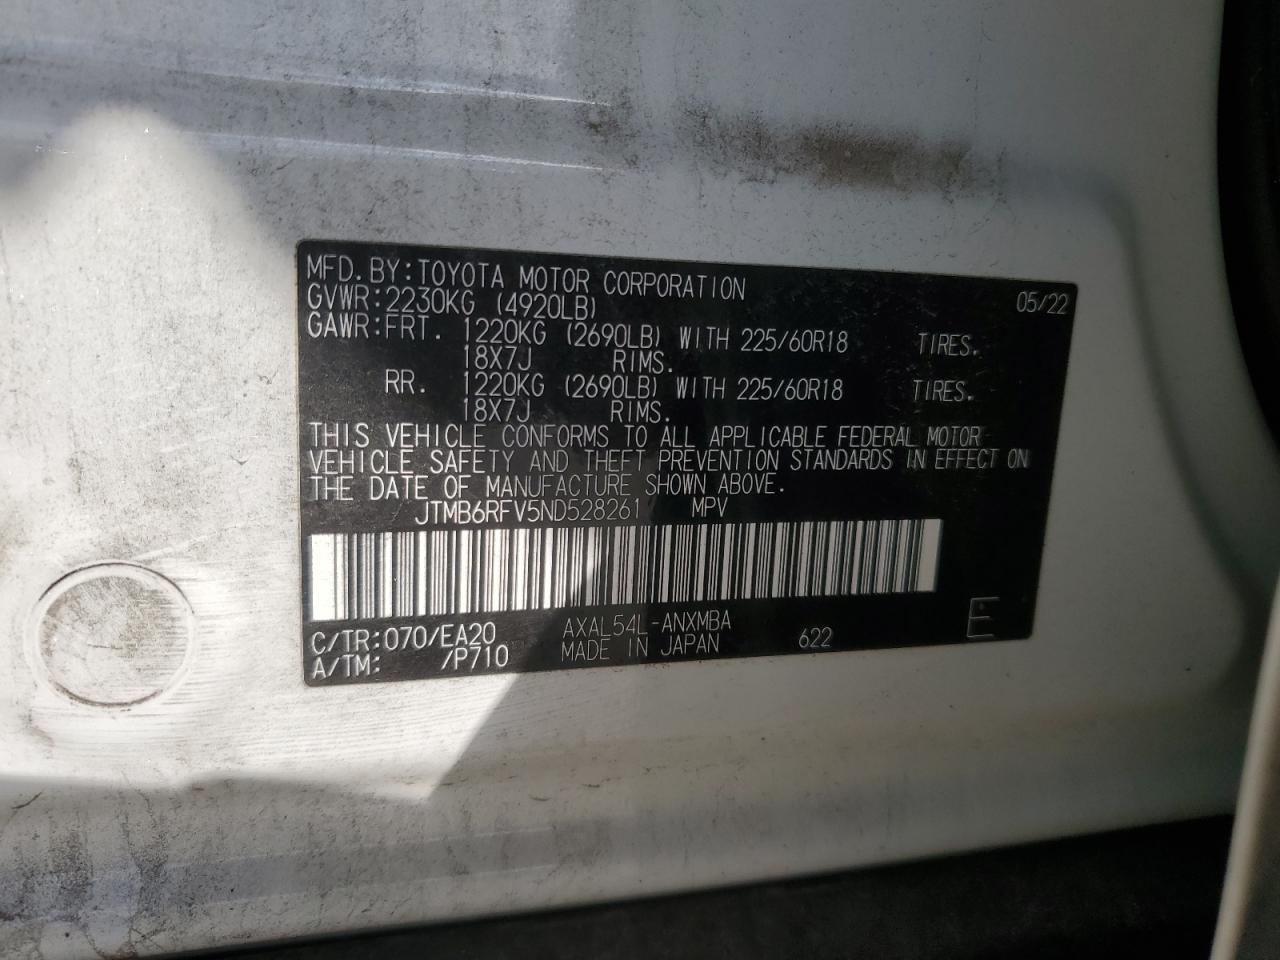 MFD. BY: TOYOTA MOTOR CORPORATION 05/22
GVWR: 2230KG (4920LB)
GAWR: FRT. 1220KG (2690LB) WITH 225/60R18 TIRES.
18X7J RIMS.
RR. 1220KG (2690LB) WITH 225/60R18 TIRES.
18X7J RIMS.
THIS VEHICLE CONFORMS TO ALL APPLICABLE FEDERAL MOTOR
VEHICLE SAFETY AND THEFT PREVENTION STANDARDS IN EFFECT ON
THE DATE OF MANUFACTURE SHOWN ABOVE.
JTMB6RFV5ND528261 MPV
C/TR: 070/EA20 AXAL54L-ANXMBA
A/TM: /P710 MADE IN JAPAN 622 E